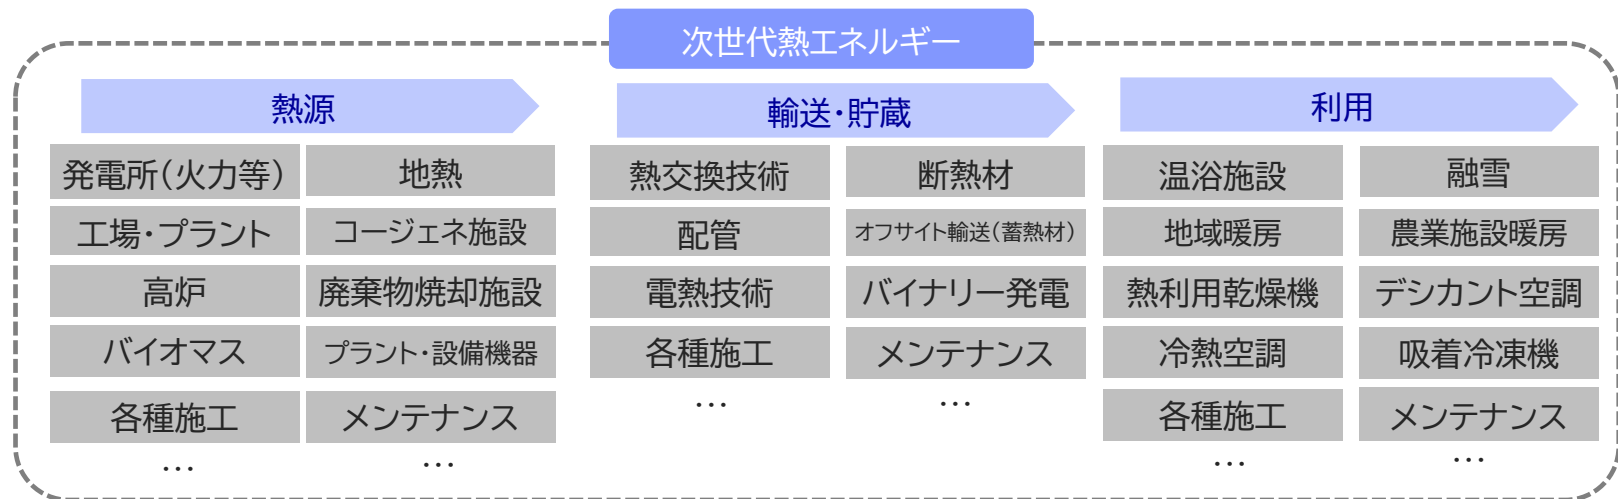 次世代熱エネルギー
熱源
発電所(火力等)
地熱
工場・プラント
コージェネ施設
高炉
廃棄物焼却施設
バイオマス
プラント・設備機器
各種施工
メンテナンス
…
…
輸送・貯蔵
熱交換技術
断熱材
配管
オフサイト輸送(蓄熱材)
電熱技術
バイナリー発電
各種施工
メンテナンス
…
…
利用
温浴施設
融雪
地域暖房
農業施設暖房
熱利用乾燥機
デシカント空調
冷熱空調
吸着冷凍機
各種施工
メンテナンス
…
…